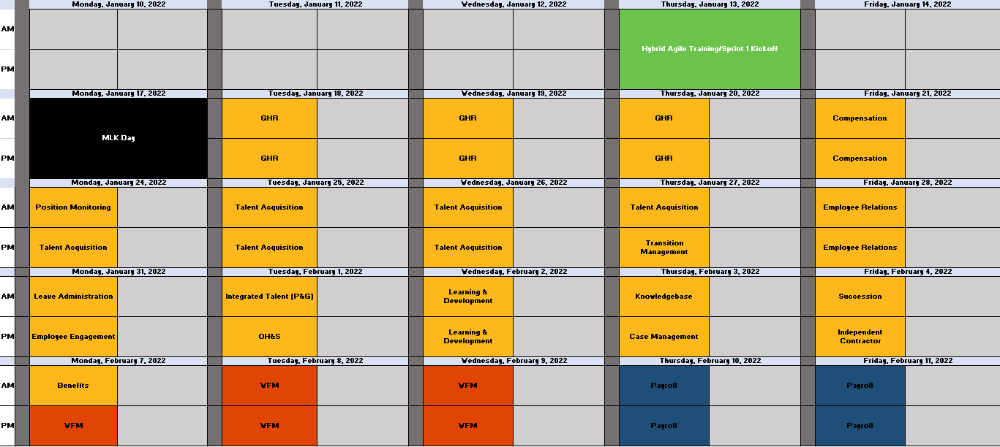 Monday, January 10, 2022 Tuesday, January 11, 2022 Wednesday, January 12, 2022 Thursday, January 13, 2022 Friday, January 14, 2022
AM
Hybrid Agile Training/Sprint 1 Kickoff
PM
Monday, January 17, 2022 Tuesday, January 18, 2022 Wednesday, January 19, 2022 Thursday, January 20, 2022 Friday, January 21, 2022
AM GHR GHR GHR Compensation
MLK Day
PM GHR GHR GHR Compensation
Monday, January 24, 2022 Tuesday, January 25, 2022 Wednesday, January 26, 2022 Thursday, January 27, 2022 Friday, January 28, 2022
AM Position Monitoring Talent Acquisition Talent Acquisition Talent Acquisition Employee Relations
PM Talent Acquisition Talent Acquisition Talent Acquisition Transition Management Employee Relations
Monday, January 31, 2022 Tuesday, February 1, 2022 Wednesday, February 2, 2022 Thursday, February 3, 2022 Friday, February 4, 2022
AM Leave Administration Integrated Talent (P&G) Learning & Development Knowledgebase Succession
PM Employee Engagement OH&S Learning & Development Case Management Independent Contractor
Monday, February 7, 2022 Tuesday, February 8, 2022 Wednesday, February 9, 2022 Thursday, February 10, 2022 Friday, February 11, 2022
AM Benefits WFM WFM Payroll Payroll
PM WFM WFM WFM Payroll Payroll